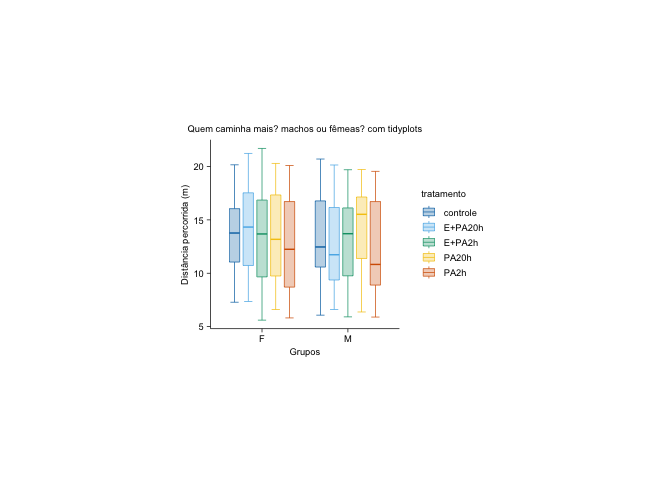 Quem caminha mais? machos ou fêmeas? com tidyplots
20
15
10
5
Distância percorrida (m)
F
M
Grupos
tratamento
controle
E+PA20h
E+PA2h
PA20h
PA2h